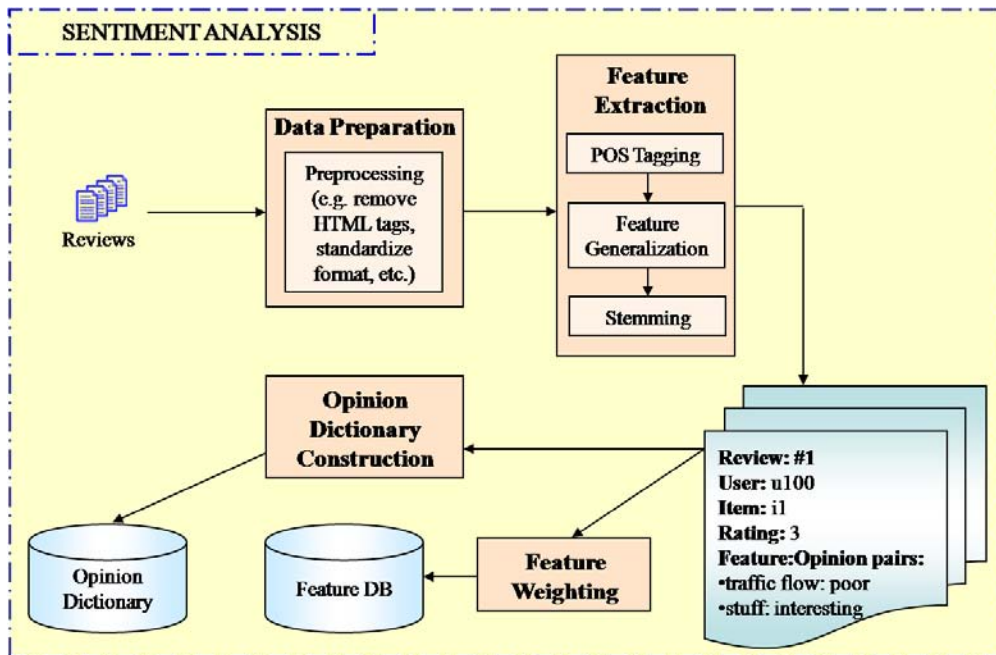 SENTIMENT ANALYSIS
Reviews
Data Preparation
Preprocessing
(e.g. remove
HTML tags,
standardize
format, etc.)
Feature
Extraction
POS Tagging
Feature
Generalization
Stemming
Review: #1
User: u100
Item: i1
Rating: 3
Feature:Opinion pairs:
•traffic flow: poor
•stuff: interesting
Opinion
Dictionary
Construction
Opinion
Dictionary
Feature
Weighting
Feature DB